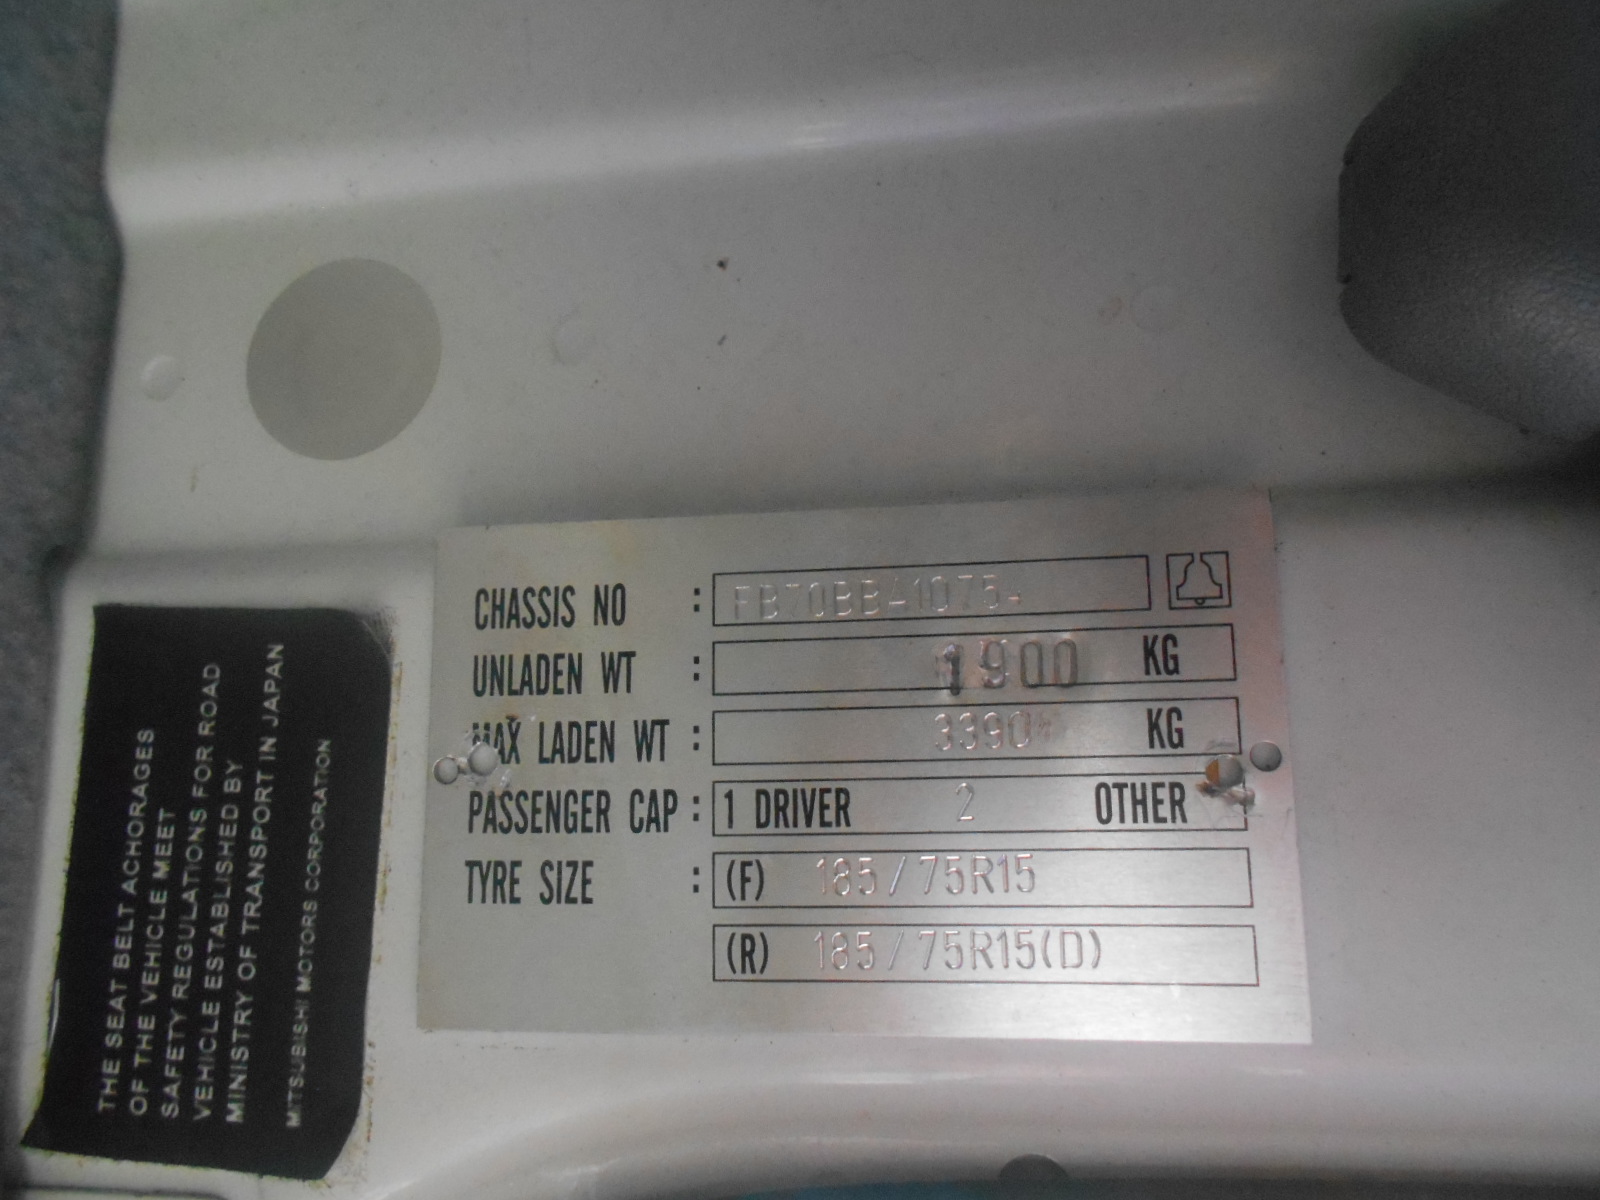 CHASSIS NO : FB70BB41075
UNLADEN WT : 1900 KG
MAX LADEN WT : 3390 KG
PASSENGER CAP : 1 DRIVER 2 OTHER
TYRE SIZE : (F) 185/75R15
(R) 185/75R15(D)
THE SEAT BELT ACHORAGES
OF THE VEHICLE MEET
SAFETY REGULATIONS FOR ROAD
VEHICLE ESTABLISHED BY
MINISTRY OF TRANSPORT IN JAPAN
MITSUBISHI MOTORS CORPORATION